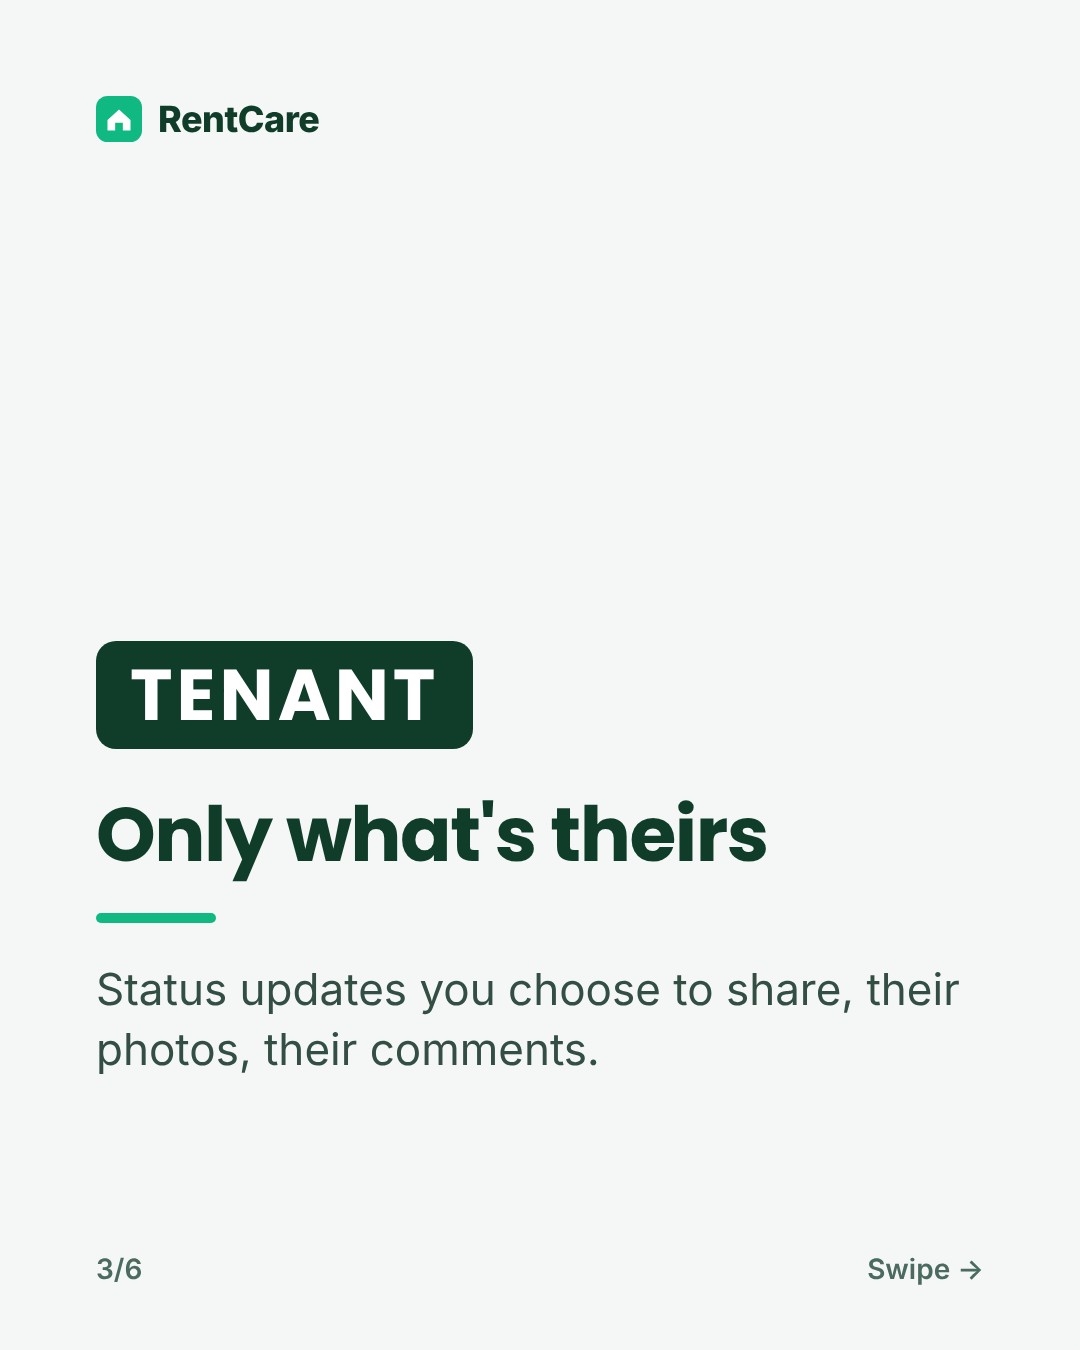 RentCare
TENANT
Only what's theirs
Status updates you choose to share, their
photos, their comments.
3/6
Swipe →